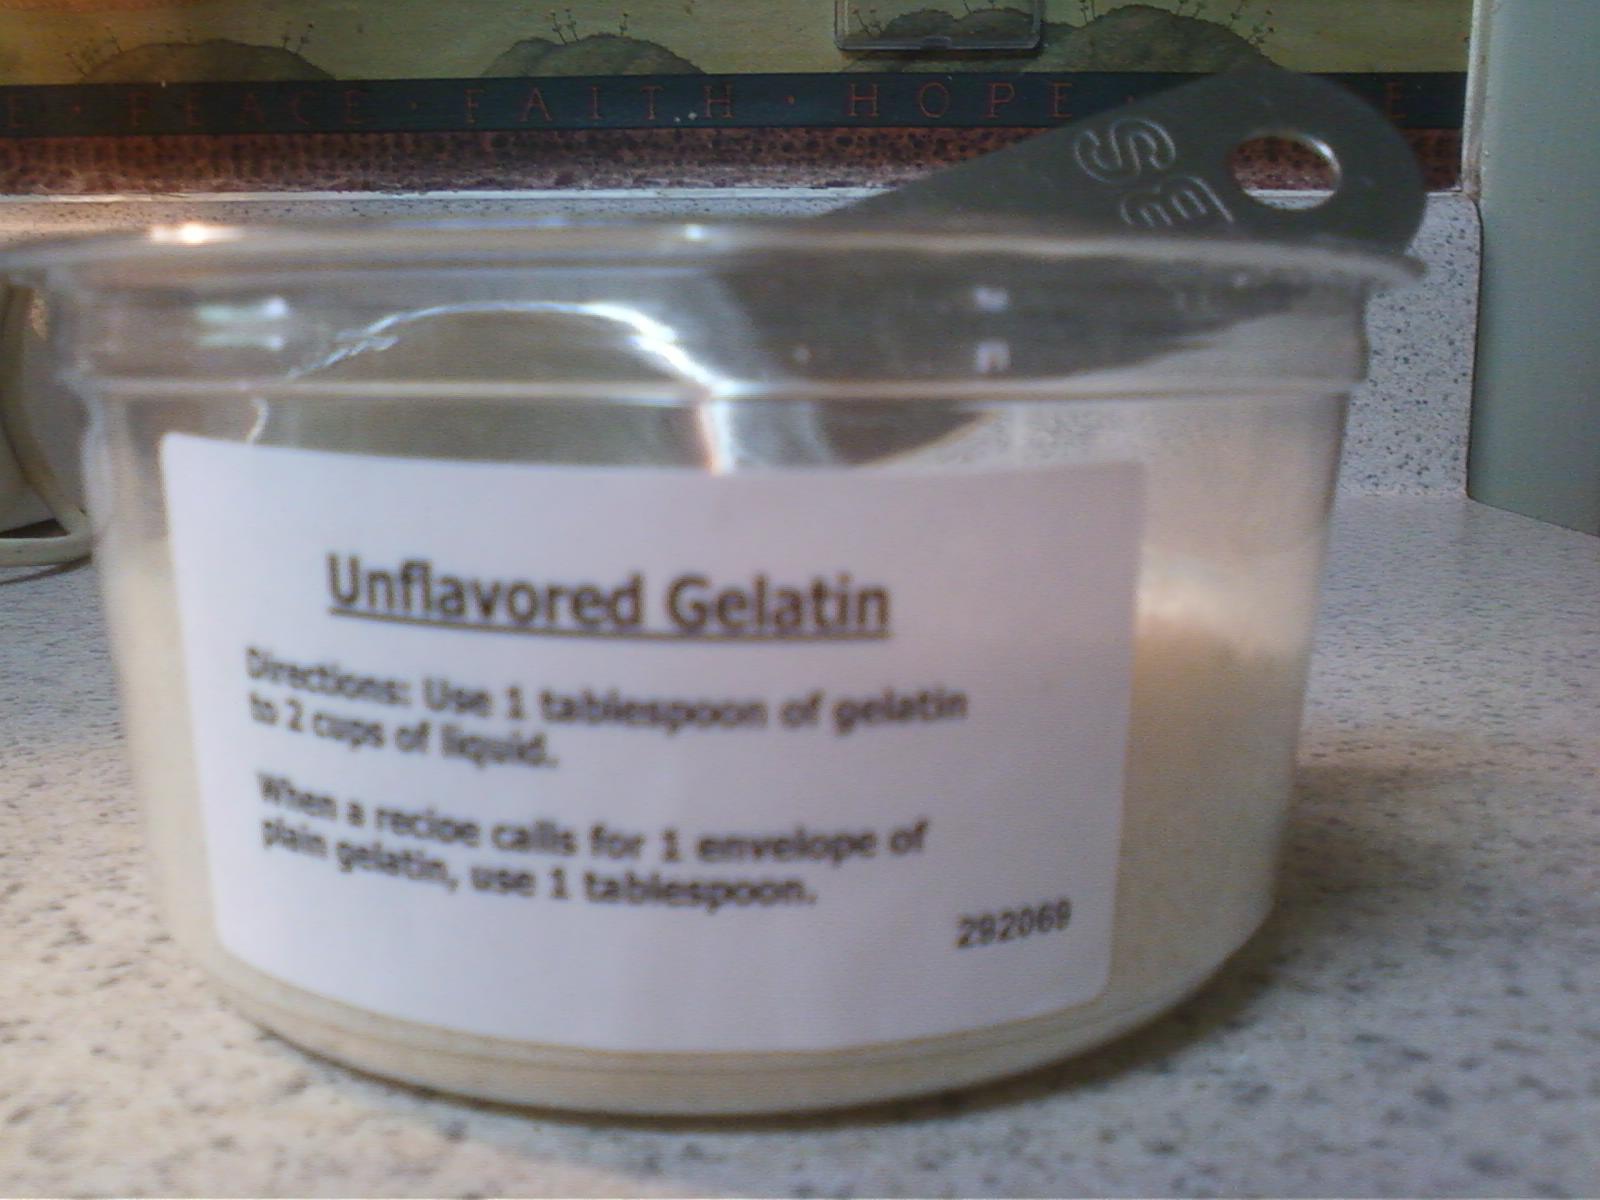 PEACE · FAITH · HOPE ·
Unflavored Gelatin
Directions: Use 1 tablespoon of gelatin
to 2 cups of liquid.
When a recipe calls for 1 envelope of
plain gelatin, use 1 tablespoon.
292069